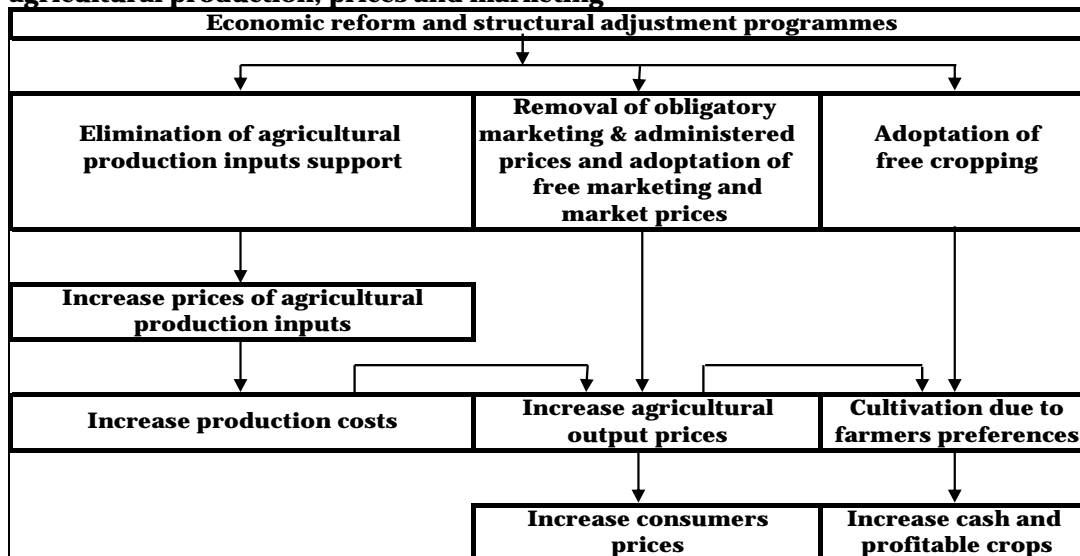 agricultural production, prices and marketing
Economic reform and structural adjustment programmes
Elimination of agricultural
production inputs support
Removal of obligatory
marketing & administered
prices and adoptation of
free marketing and
market prices
Adoptation of
free cropping
Increase prices of agricultural
production inputs
Increase production costs
Increase agricultural
output prices
Cultivation due to
farmers preferences
Increase consumers
prices
Increase cash and
profitable crops